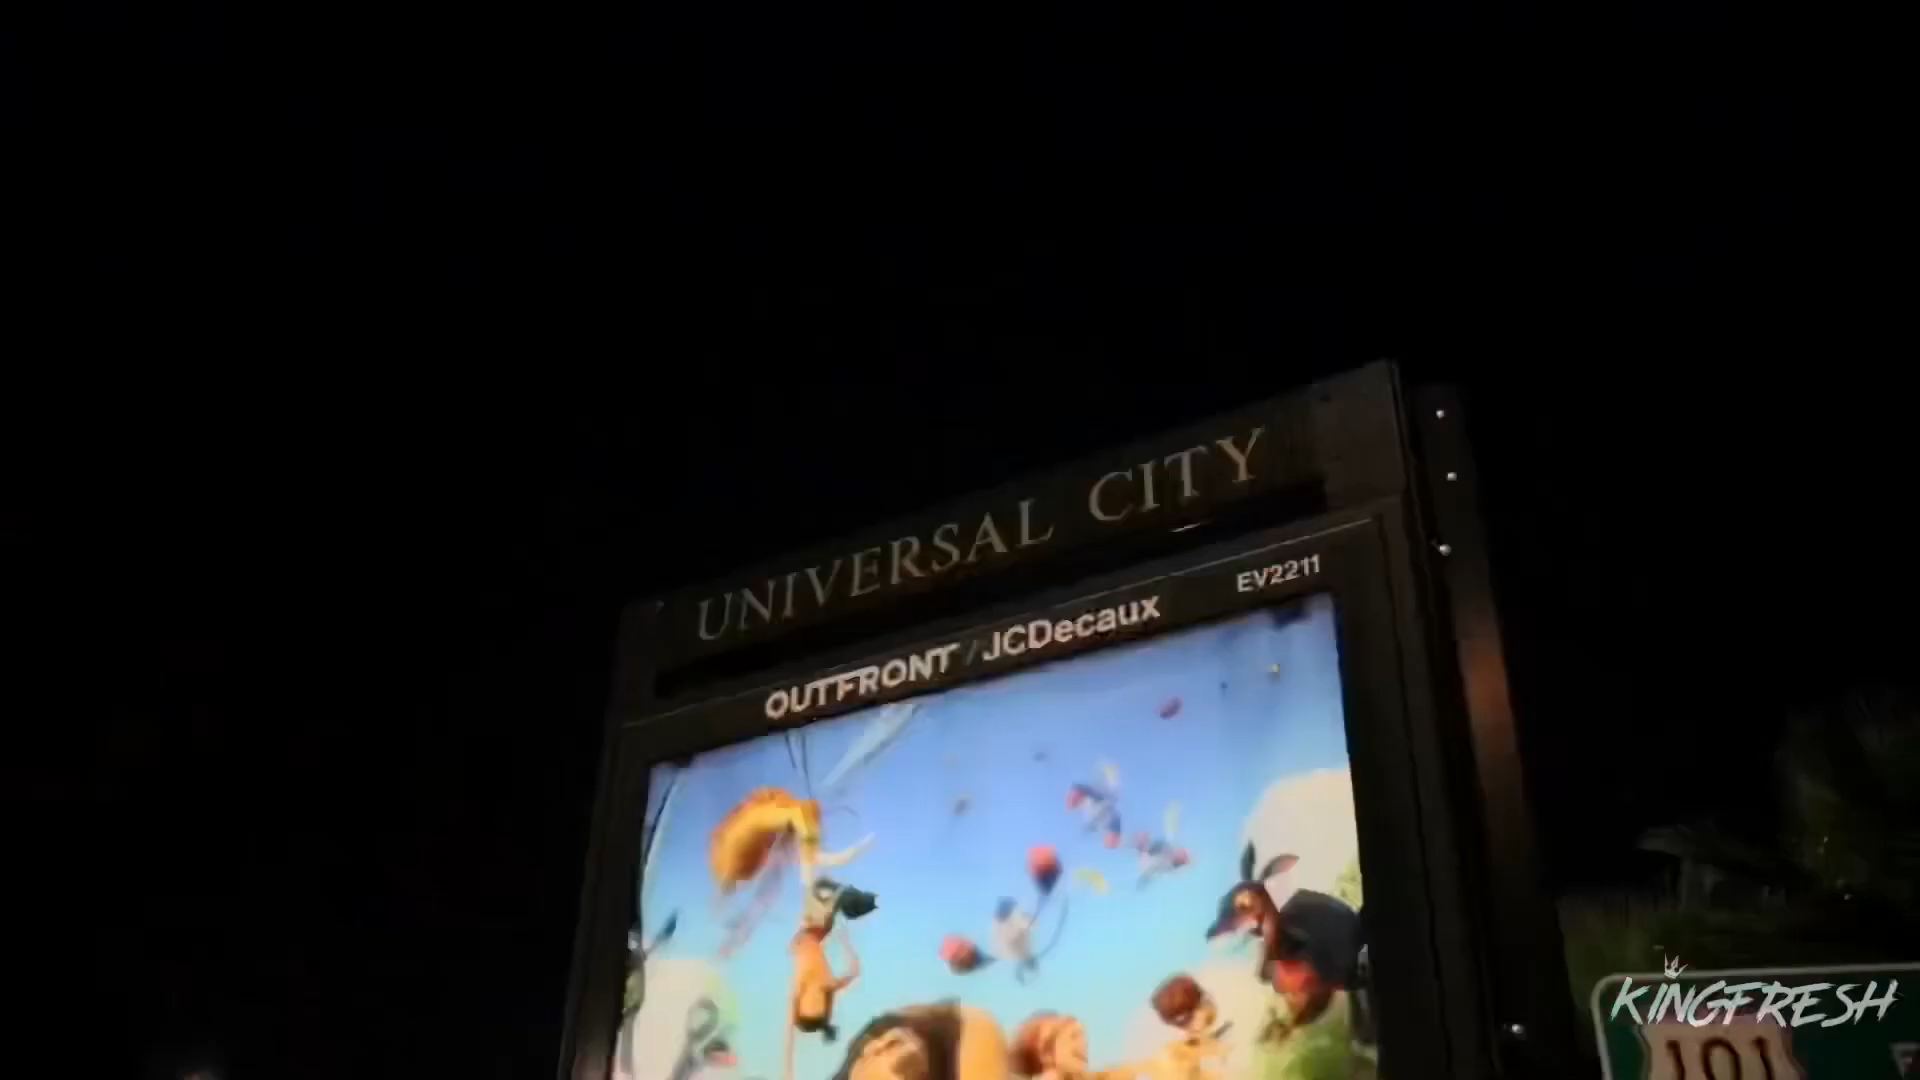 UNIVERSAL CITY
OUTFRONT / JCDecaux
EV2211
KINGFRESH
101